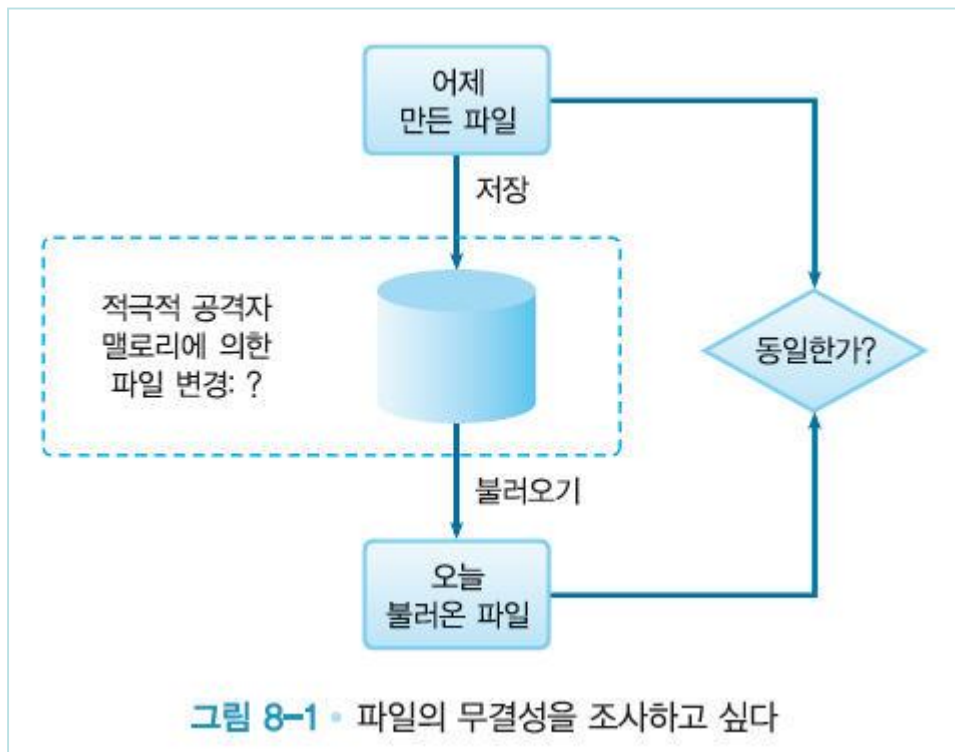 어제
만든 파일
저장
적극적 공격자
맬로리에 의한
파일 변경: ?
동일한가?
불러오기
오늘
불러온 파일
그림 8-1 • 파일의 무결성을 조사하고 싶다